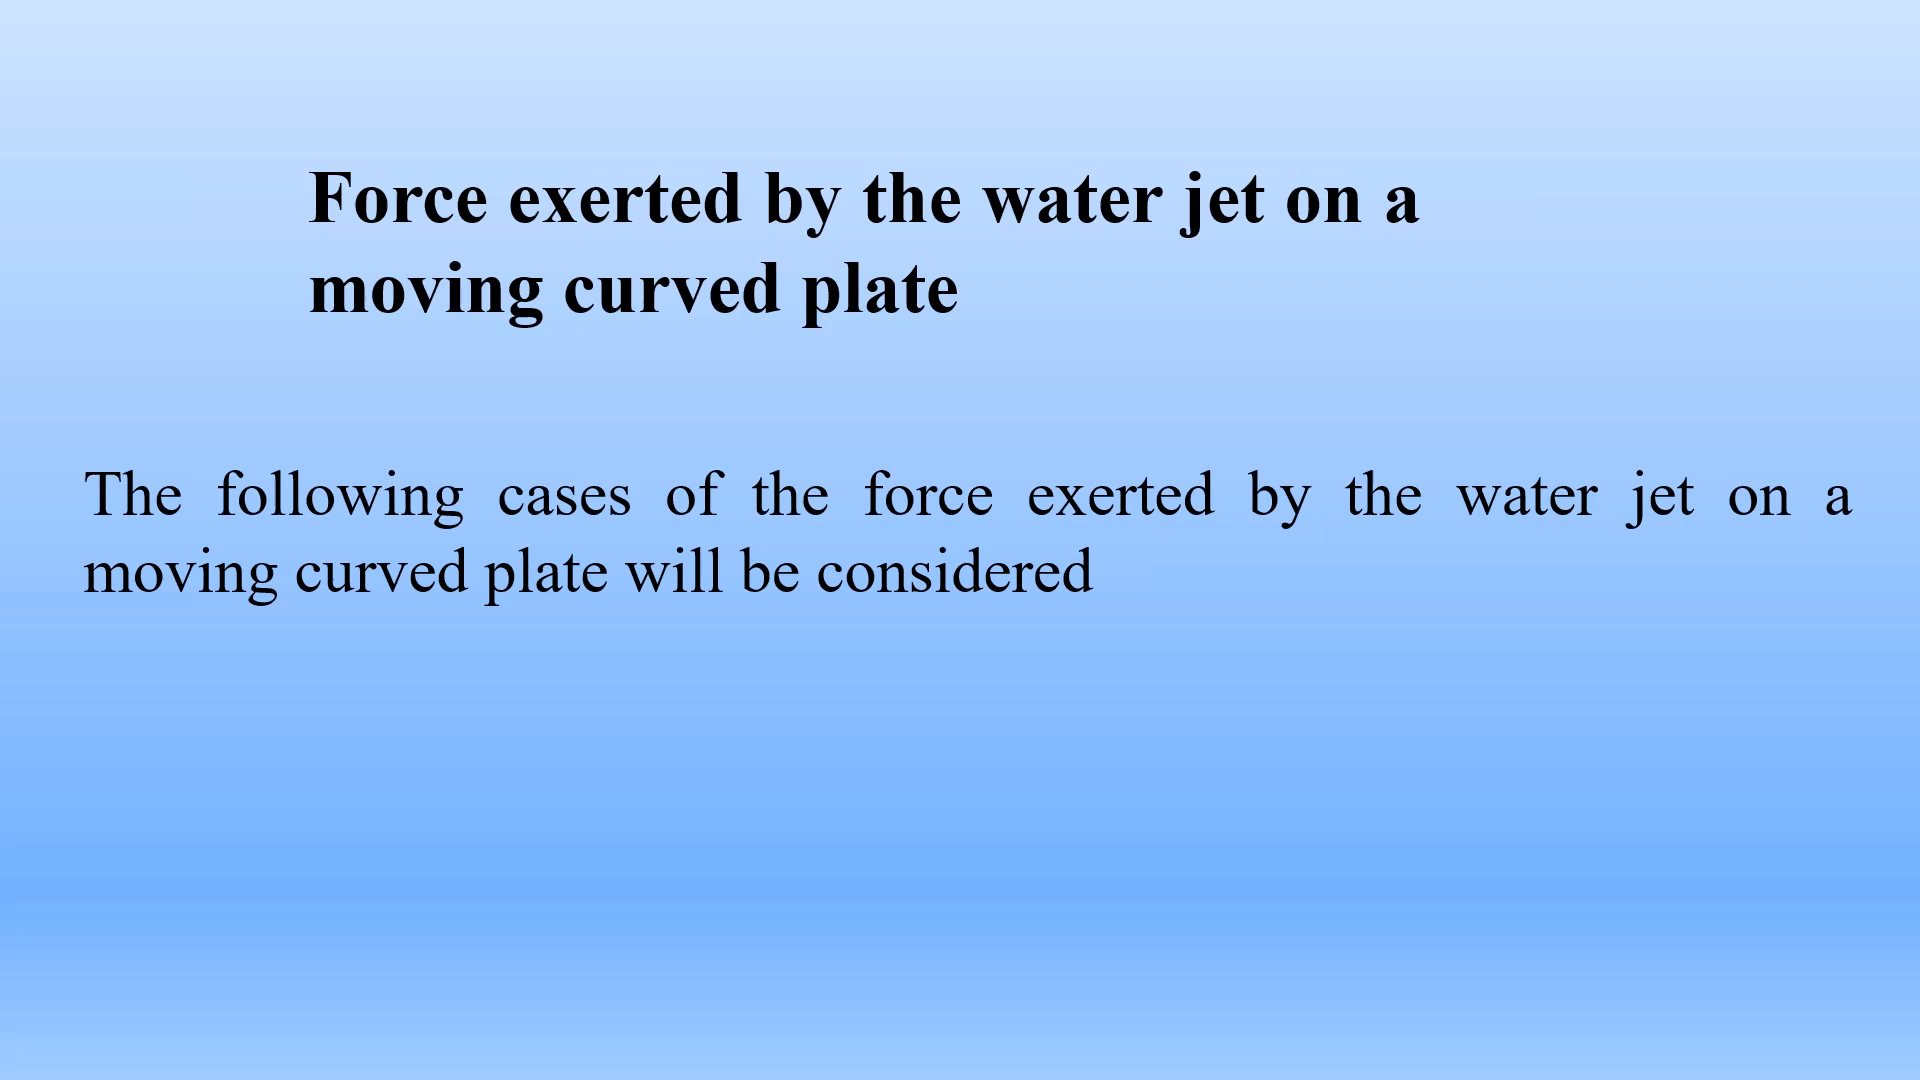 Force exerted by the water jet on a
moving curved plate
The following cases of the force exerted by the water jet on a
moving curved plate will be considered